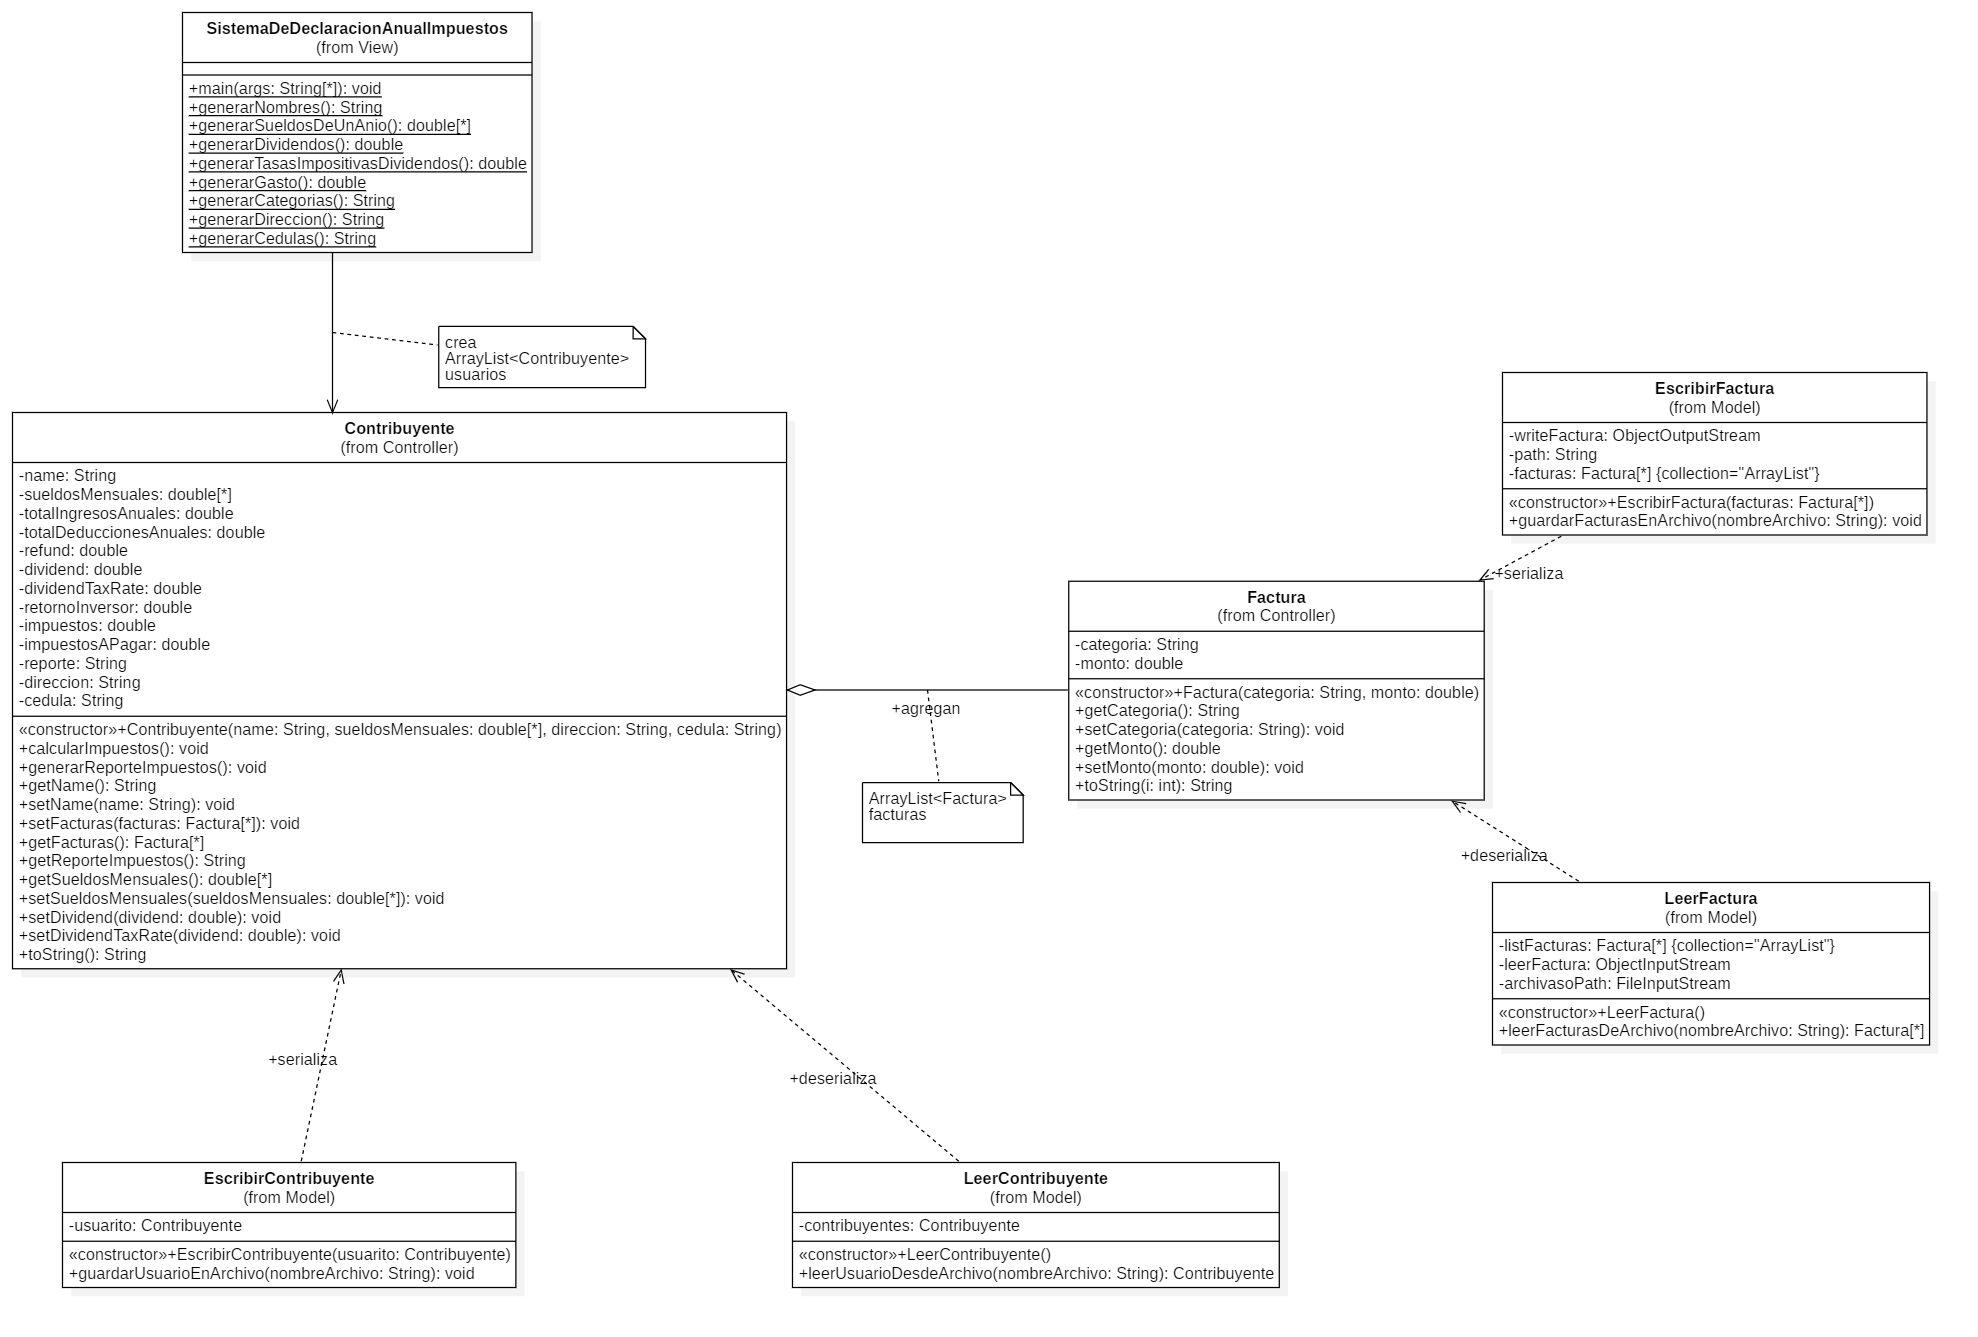 SistemaDeDeclaracionAnualImpuestos
(from View)
+main(args: String[*]): void
+generarNombres(): String
+generarSueldosDeUnAnio(): double[*]
+generarDividendos(): double
+generarTasasImpositivasDividendos(): double
+generarGasto(): double
+generarCategorias(): String
+generarDireccion(): String
+generarCedulas(): String
crea
ArrayList<Contribuyente>
usuarios
Contribuyente
(from Controller)
-name: String
-sueldosMensuales: double[*]
-totalIngresosAnuales: double
-totalDeduccionesAnuales: double
-refund: double
-dividend: double
-dividendTaxRate: double
-retornoInversor: double
-impuestos: double
-impuestosAPagar: double
-reporte: String
-direccion: String
-cedula: String
«constructor»+Contribuyente(name: String, sueldosMensuales: double[*], direccion: String, cedula: String)
+calcularImpuestos(): void
+generarReporteImpuestos(): void
+getName(): String
+setName(name: String): void
+setFacturas(facturas: Factura[*]): void
+getFacturas(): Factura[*]
+getReporteImpuestos(): String
+getSueldosMensuales(): double[*]
+setSueldosMensuales(sueldosMensuales: double[*]): void
+setDividend(dividend: double): void
+setDividendTaxRate(dividend: double): void
+toString(): String
+agregan
ArrayList<Factura>
facturas
EscribirFactura
(from Model)
-writeFactura: ObjectOutputStream
-path: String
-facturas: Factura[*] {collection="ArrayList"}
«constructor»+EscribirFactura(facturas: Factura[*])
+guardarFacturasEnArchivo(nombreArchivo: String): void
+serializa
Factura
(from Controller)
-categoria: String
-monto: double
«constructor»+Factura(categoria: String, monto: double)
+getCategoria(): String
+setCategoria(categoria: String): void
+getMonto(): double
+setMonto(monto: double): void
+toString(i: int): String
+deserializa
LeerFactura
(from Model)
-listFacturas: Factura[*] {collection="ArrayList"}
-leerFactura: ObjectInputStream
-archivasoPath: FileInputStream
«constructor»+LeerFactura()
+leerFacturasDeArchivo(nombreArchivo: String): Factura[*]
+serializa
+deserializa
EscribirContribuyente
(from Model)
-usuarito: Contribuyente
«constructor»+EscribirContribuyente(usuarito: Contribuyente)
+guardarUsuarioEnArchivo(nombreArchivo: String): void
LeerContribuyente
(from Model)
-contribuyentes: Contribuyente
«constructor»+LeerContribuyente()
+leerUsuarioDesdeArchivo(nombreArchivo: String): Contribuyente